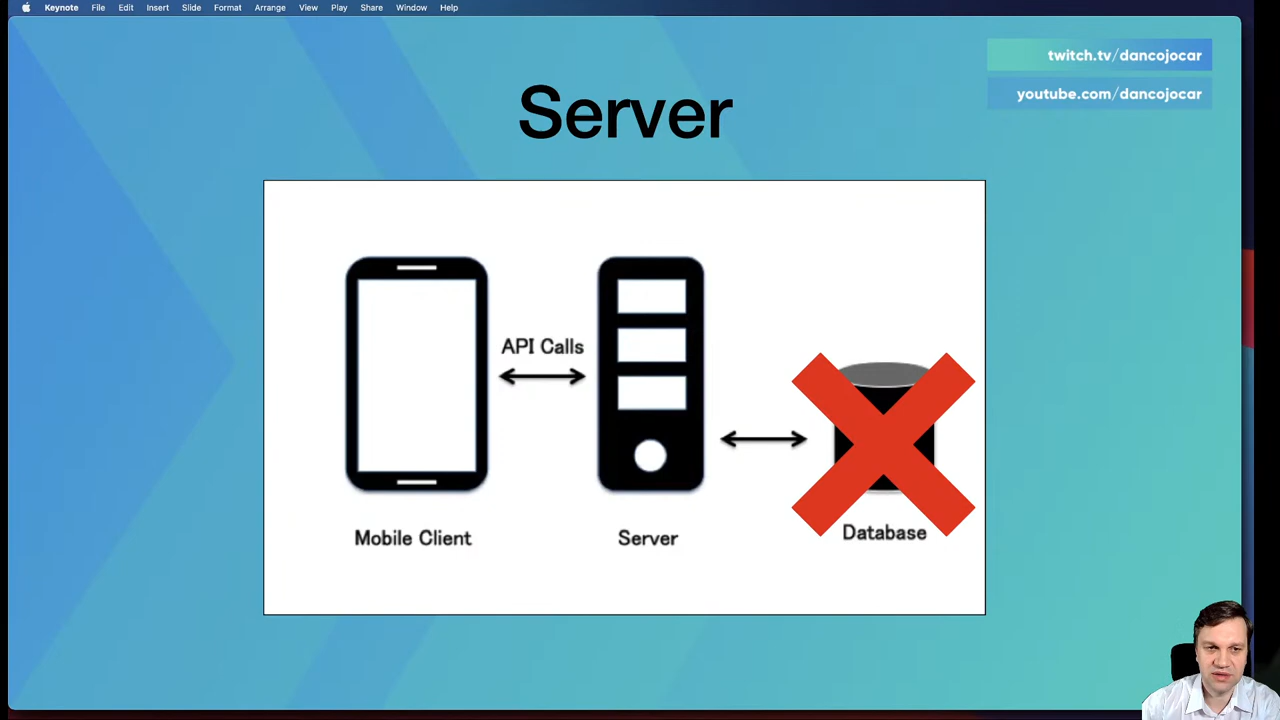 Keynote File Edit Insert Slide Format Arrange View Play Share Window Help
twitch.tv/dancojocar
youtube.com/dancojocar
Server
API Calls
Mobile Client
Server
Database